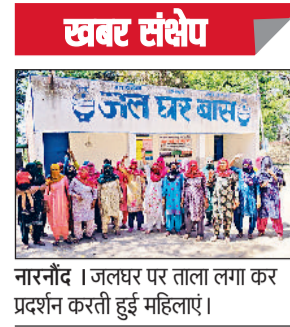 खबर संक्षेप
जल घर बास
नारनौंद । जलघर पर ताला लगा कर
प्रदर्शन करती हुई महिलाएं।